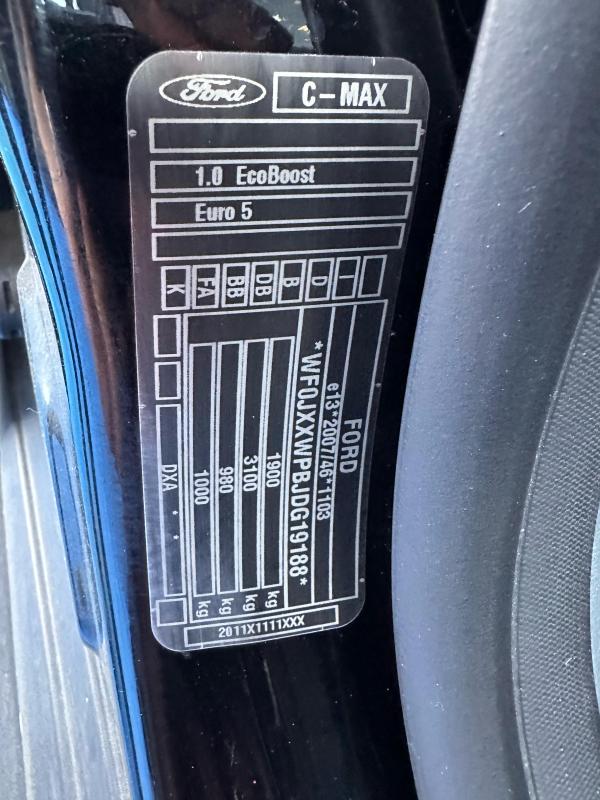 Ford
C-MAX
1.0 EcoBoost
Euro 5
K FA BB DB B D I
FORD
e13*2007/46*1103
*WF0JXXWPBJDG19188*
1900 kg
3100 kg
980 kg
1000 kg
DXA * *
2011X1111XXX